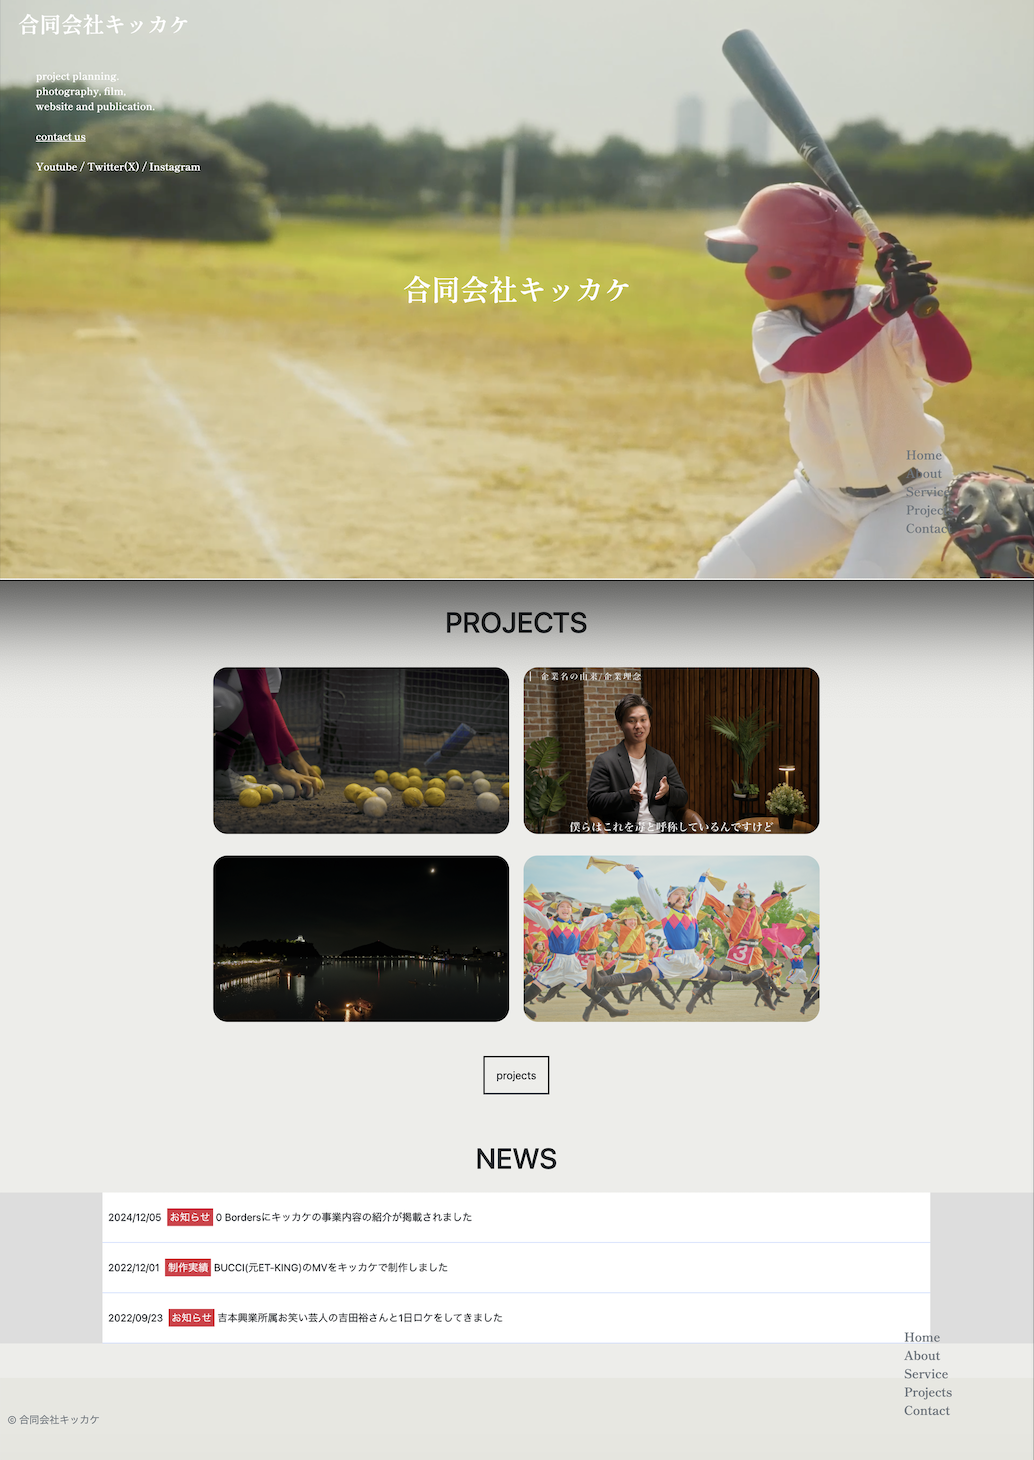 合同会社キッカケ
project planning.
photography, film,
website and publication.
contact us
Youtube / Twitter(X) / Instagram
合同会社キッカケ
Home
About
Service
Projec
Contac
PROJECTS
企業名の由来/企業理念
僕らはこれを毒と呼称しているんですけど
3
projects
NEWS
2024/12/05 お知らせ 0 Bordersにキッカケの事業内容の紹介が掲載されました
2022/12/01 制作実績 BUCCI(元ET-KING)のMVをキッカケで制作しました
2022/09/23 お知らせ 吉本興業所属お笑い芸人の吉田裕さんと1日ロケをしてきました
Home
About
Service
Projects
Contact
© 合同会社キッカケ